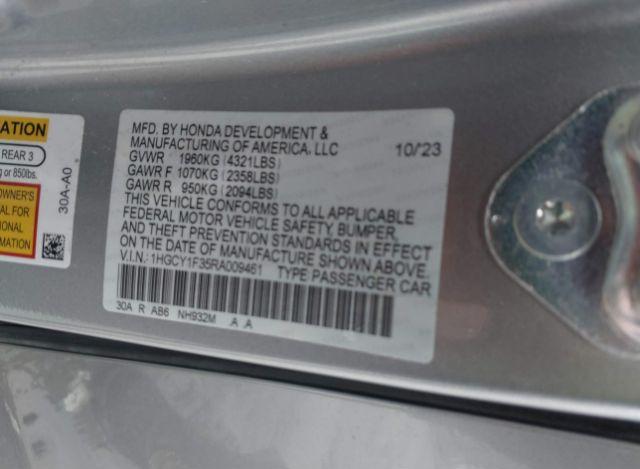 ATION
REAR 3
g or 850lbs.
OWNER'S
AL FOR
IONAL
RMATION
30A-A0
MFD. BY HONDA DEVELOPMENT &
MANUFACTURING OF AMERICA, LLC 10/23
GVWR 1960KG (4321LBS)
GAWR F 1070KG (2358LBS)
GAWR R 950KG (2094LBS)
THIS VEHICLE CONFORMS TO ALL APPLICABLE
FEDERAL MOTOR VEHICLE SAFETY, BUMPER,
AND THEFT PREVENTION STANDARDS IN EFFECT
ON THE DATE OF MANUFACTURE SHOWN ABOVE.
V.I.N.: 1HGCY1F35RA009461 TYPE PASSENGER CAR
30A R AB6 NH932M A A